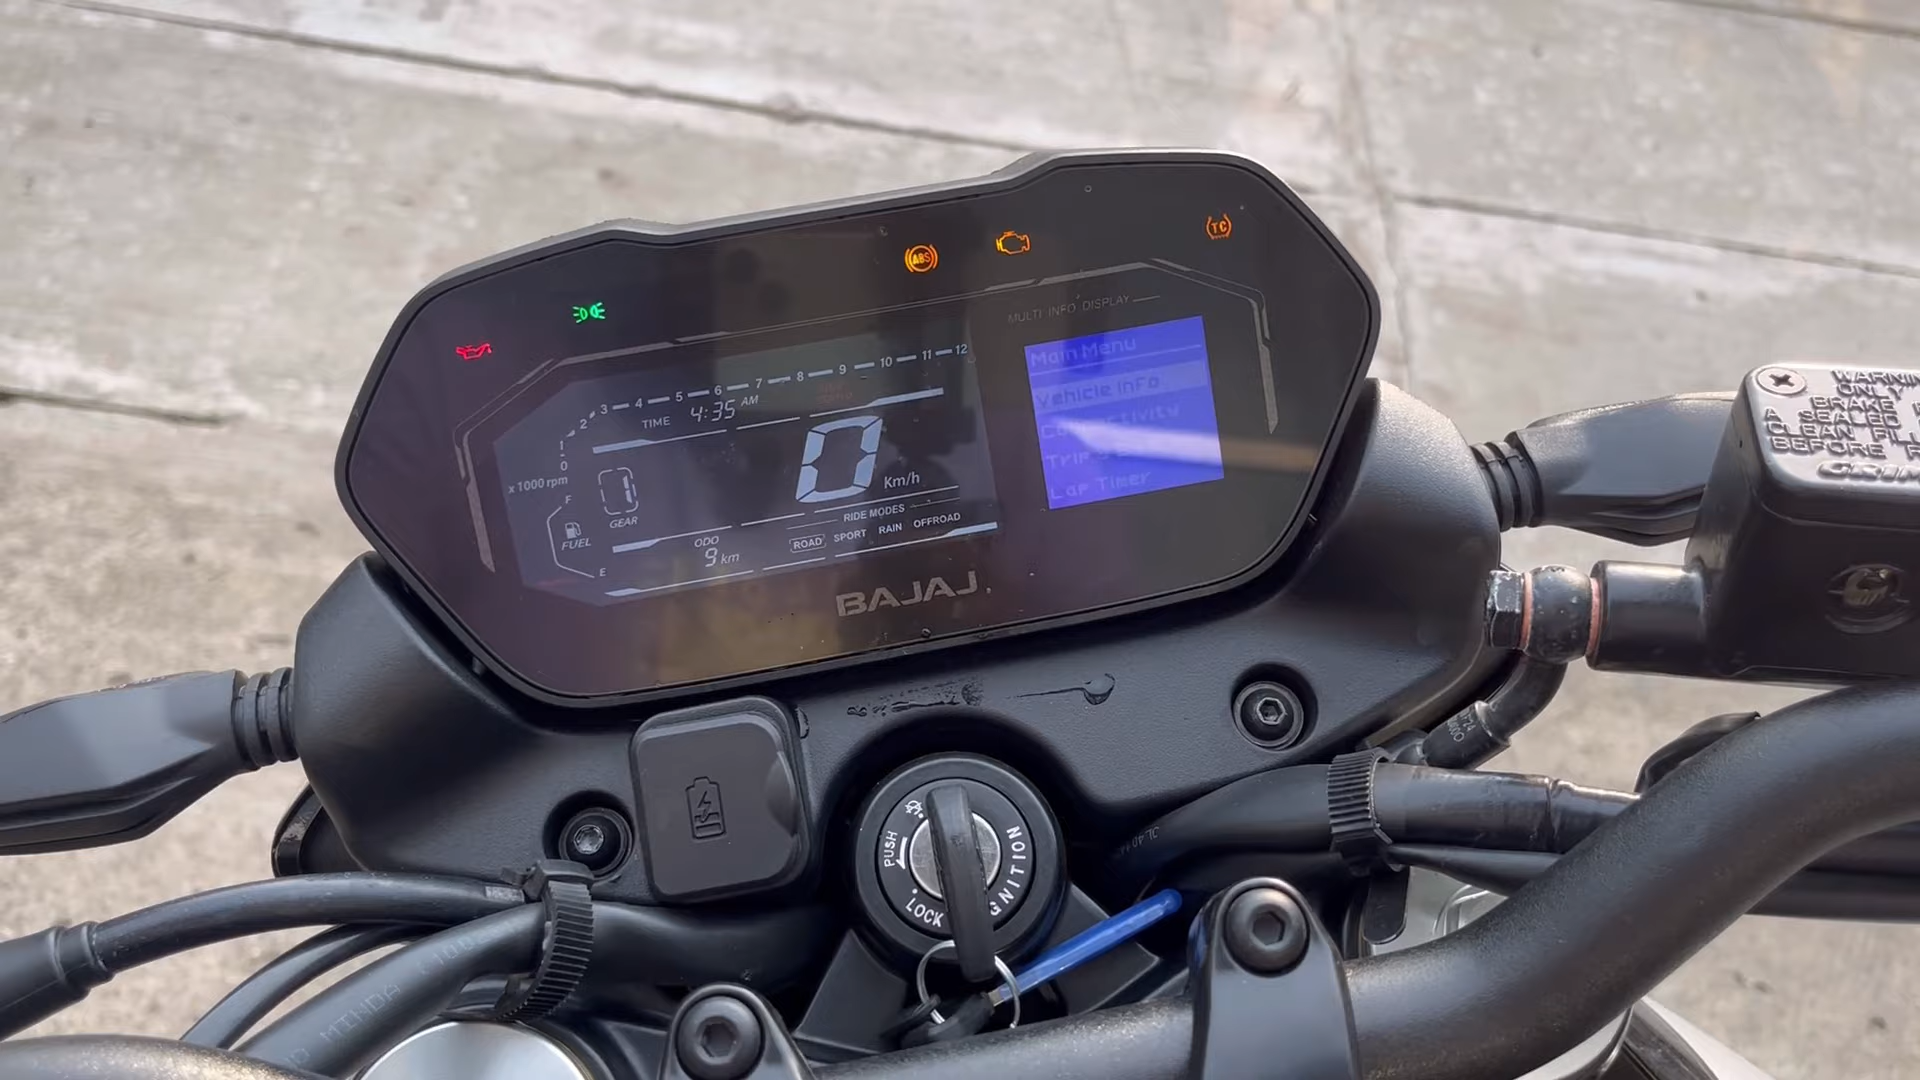 ABS
TC
MULTI INFO DISPLAY
Main Menu
Vehicle Info
Connectivity
Lap Timer
0 1 2 3 4 5 6 7 8 9 10 11 12
x 1000 rpm
TIME 4:35 AM
0 Km/h
1
GEAR
F
FUEL
E
ODO
9 km
RIDE MODES
ROAD SPORT RAIN OFFROAD
BAJAJ
PUSH
LOCK
IGNITION
MINDA
WARNING
ONLY
BRAKE
A SEALED
CLEAN
BEFORE